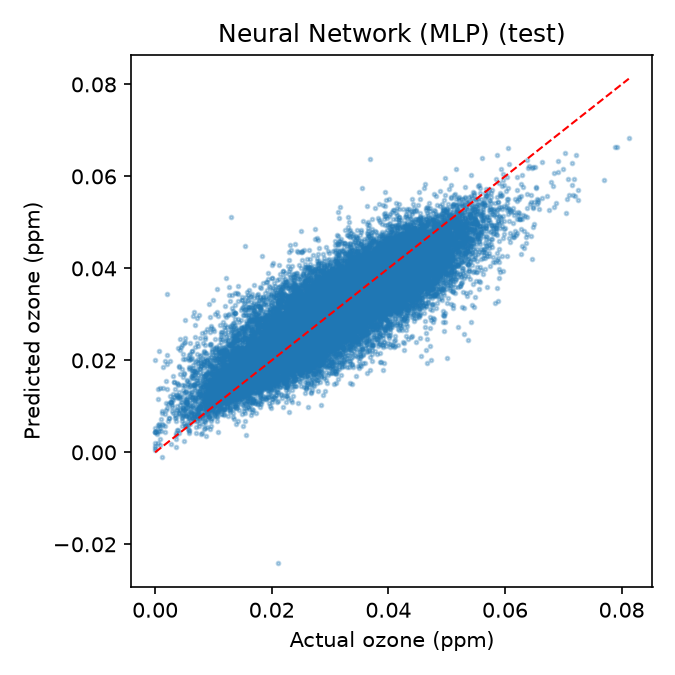 Neural Network (MLP) (test)
Predicted ozone (ppm)
0.08
0.06
0.04
0.02
0.00
−0.02
0.00 0.02 0.04 0.06 0.08
Actual ozone (ppm)